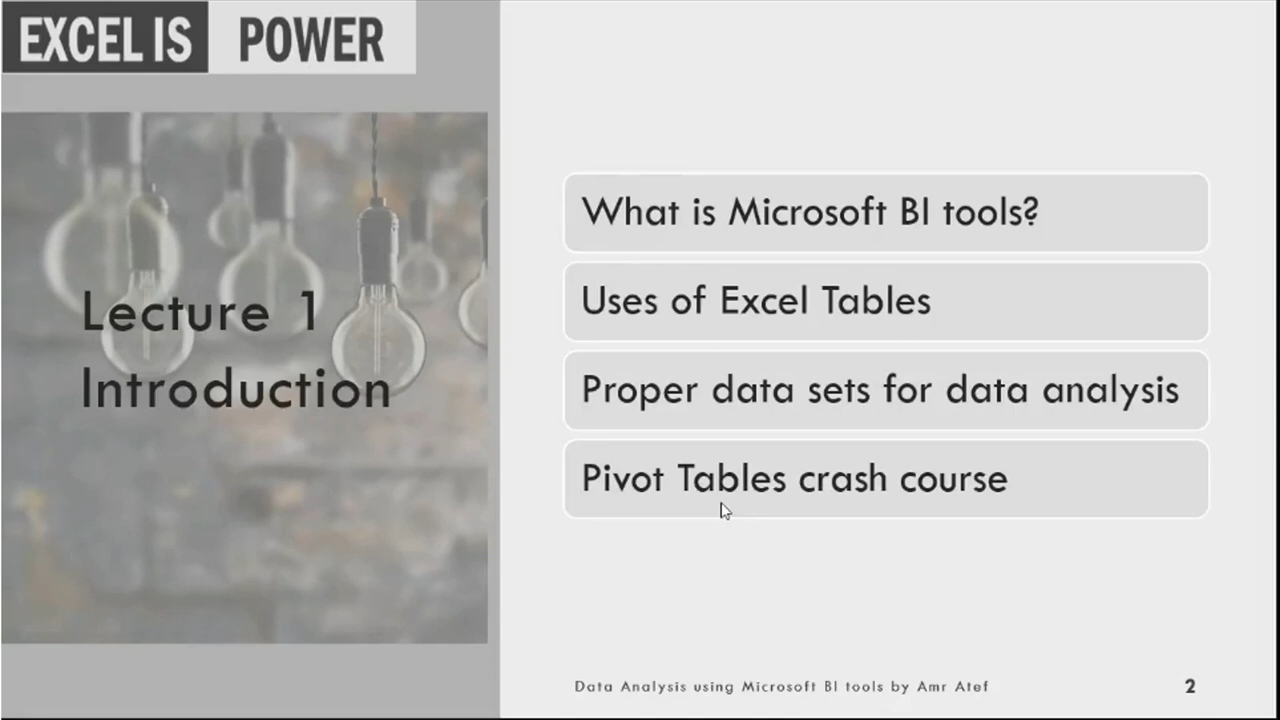 EXCEL IS POWER
Lecture 1
Introduction
What is Microsoft BI tools?
Uses of Excel Tables
Proper data sets for data analysis
Pivot Tables crash course
Data Analysis using Microsoft BI tools by Amr Atef
2